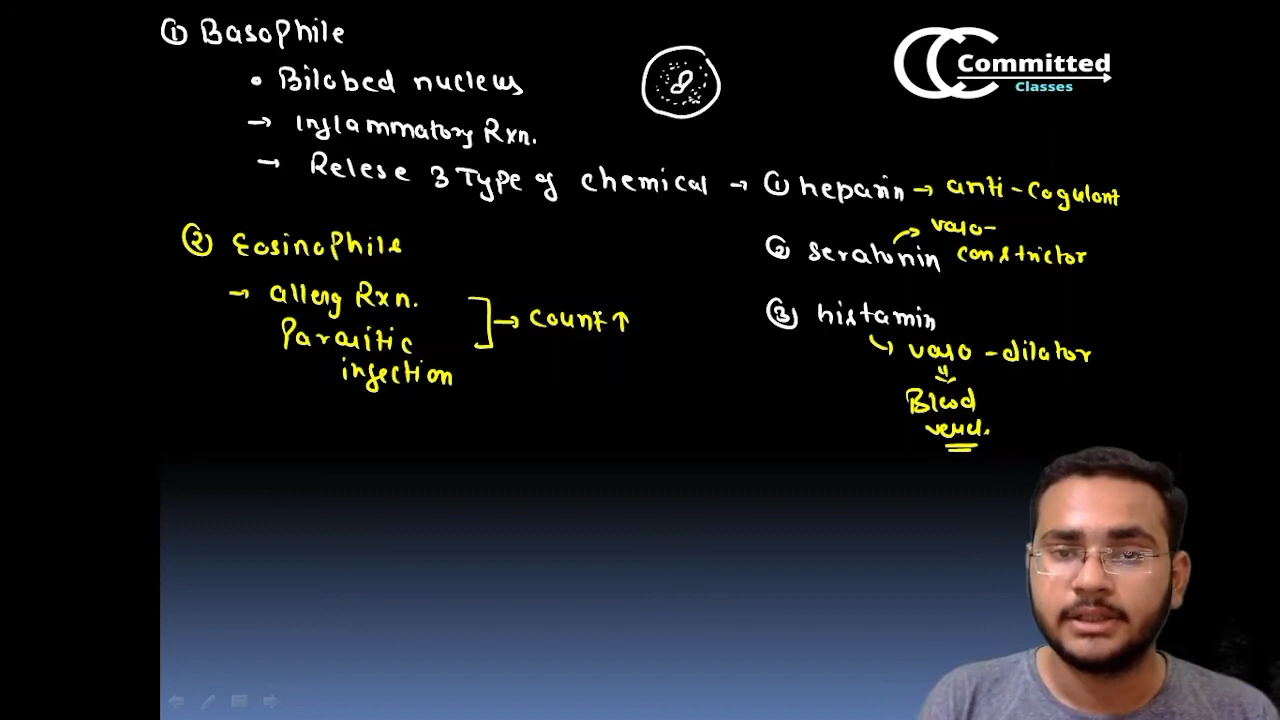 ① Basophile
• Bilobed nucleus
→ Inflammatory Rxn.
→ Relese 3 Type of chemical → ① heparin → anti-cogulant
② seratonin → vaso-
constrictor
③ histamin
↳ vaso-dilator
Blood
vessel.
② Eosinophile
→ allerg Rxn.
Parasitic
infection
→ count ↑
Committed
Classes